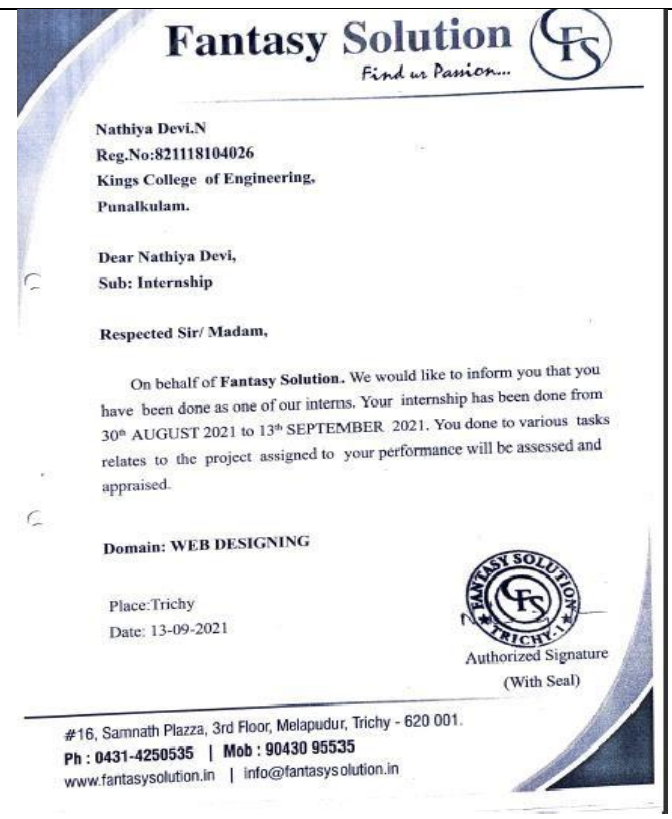 Fantasy Solution
CFS
Find ur Passion...
Nathiya Devi.N
Reg.No:821118104026
Kings College of Engineering,
Punalkulam.
Dear Nathiya Devi,
Sub: Internship
Respected Sir/ Madam,
On behalf of Fantasy Solution. We would like to inform you that you
have been done as one of our interns. Your internship has been done from
30th AUGUST 2021 to 13th SEPTEMBER 2021. You done to various tasks
relates to the project assigned to your performance will be assessed and
appraised.
Domain: WEB DESIGNING
Place:Trichy
Date: 13-09-2021
FANTASY SOLUTION
CFS
★ TRICHY-1 ★
Authorized Signature
(With Seal)
#16, Samnath Plazza, 3rd Floor, Melapudur, Trichy - 620 001.
Ph : 0431-4250535 | Mob : 90430 95535
www.fantasysolution.in | info@fantasysolution.in